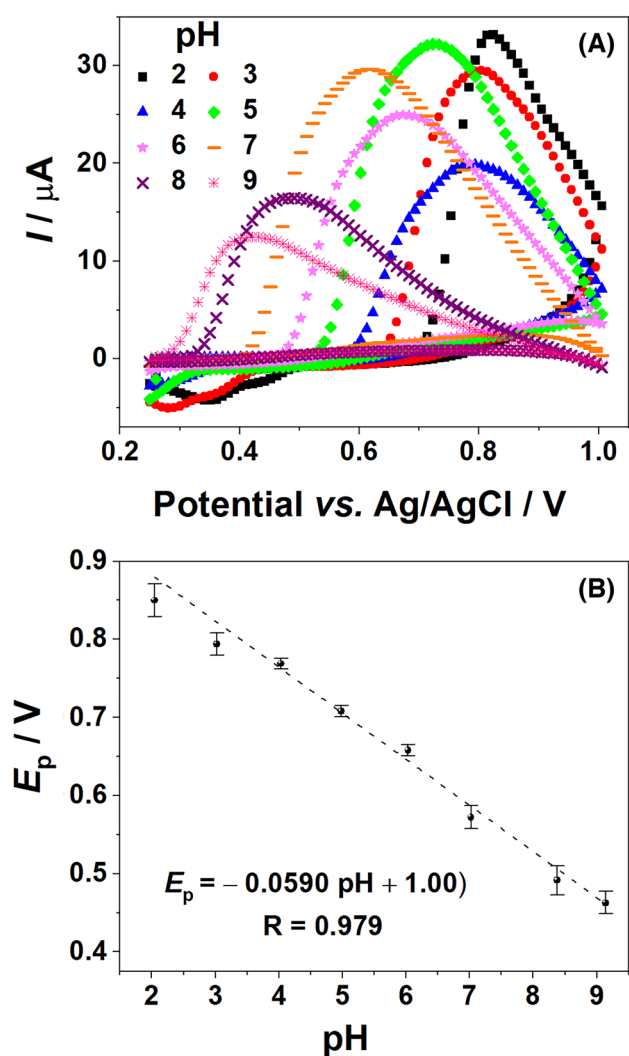 pH
(A)
2 3
4 5
6 7
8 9
30
20
10
0
I / μA
0.2 0.4 0.6 0.8 1.0
Potential vs. Ag/AgCl / V
(B)
0.9
0.8
0.7
0.6
0.5
0.4
Ep / V
Ep = − 0.0590 pH + 1.00)
R = 0.979
2 3 4 5 6 7 8 9
pH